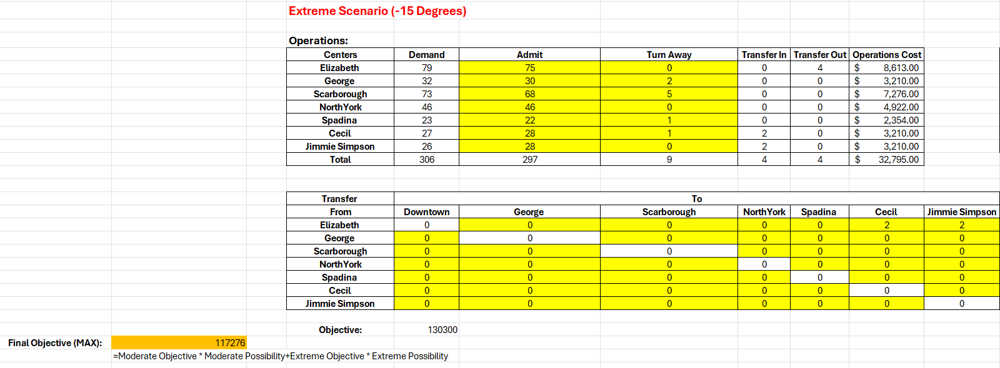 Extreme Scenario (-15 Degrees)
Operations:
Centers Demand Admit Turn Away Transfer In Transfer Out Operations Cost
Elizabeth 79 75 0 0 4 $ 8,613.00
George 32 30 2 0 0 $ 3,210.00
Scarborough 73 68 5 0 0 $ 7,276.00
NorthYork 46 46 0 0 0 $ 4,922.00
Spadina 23 22 1 0 0 $ 2,354.00
Cecil 27 28 1 2 0 $ 3,210.00
Jimmie Simpson 26 28 0 2 0 $ 3,210.00
Total 306 297 9 4 4 $ 32,795.00
Transfer To
From Downtown George Scarborough NorthYork Spadina Cecil Jimmie Simpson
Elizabeth 0 0 0 0 0 2 2
George 0 0 0 0 0 0 0
Scarborough 0 0 0 0 0 0 0
NorthYork 0 0 0 0 0 0 0
Spadina 0 0 0 0 0 0 0
Cecil 0 0 0 0 0 0 0
Jimmie Simpson 0 0 0 0 0 0 0
Objective: 130300
Final Objective (MAX): 117276
=Moderate Objective * Moderate Possibility+Extreme Objective * Extreme Possibility